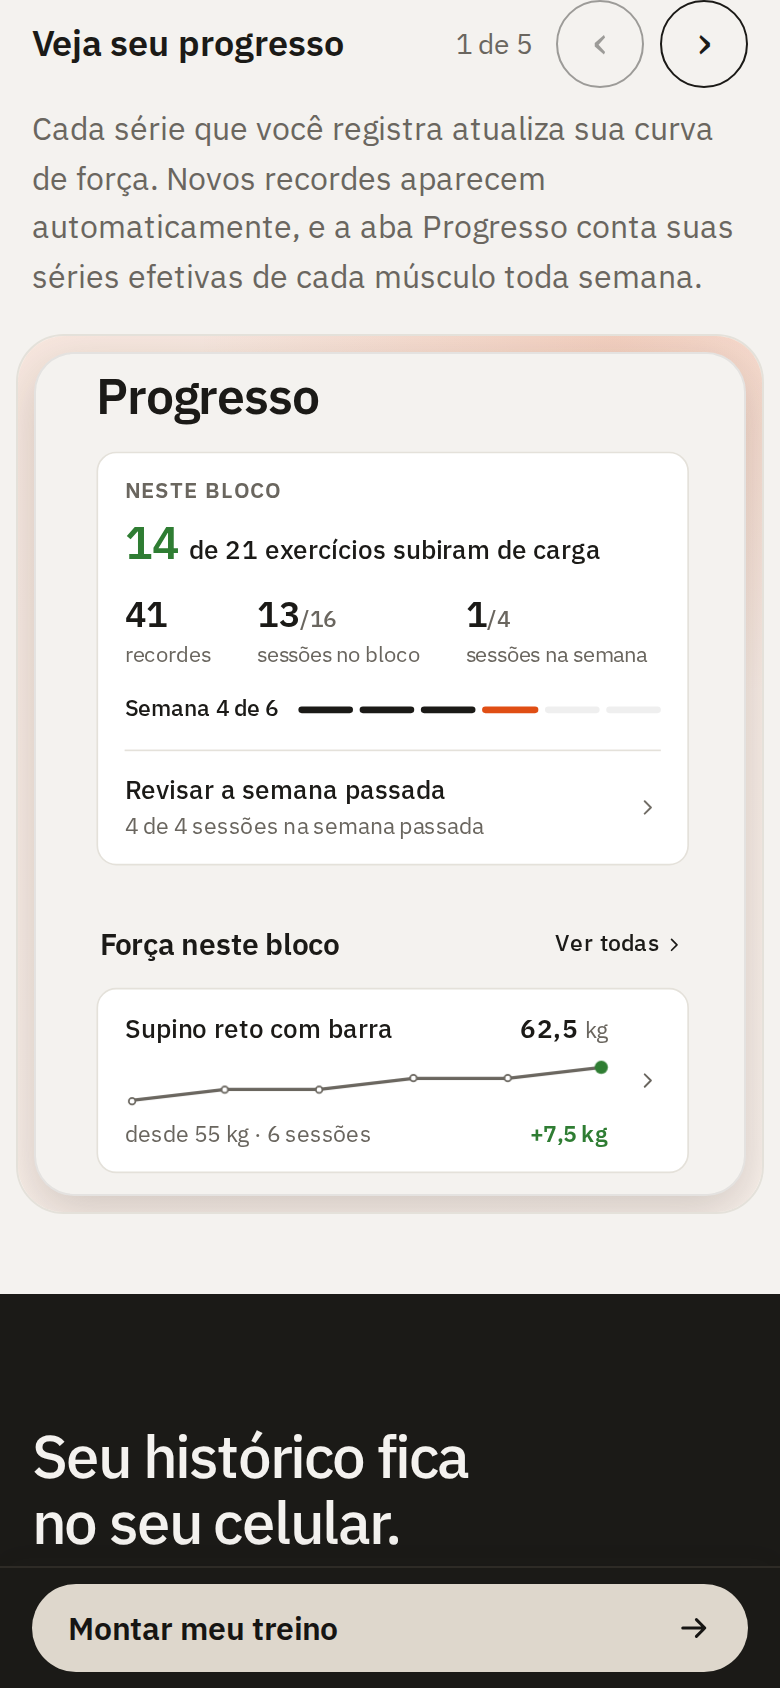 Veja seu progresso
1 de 5
Cada série que você registra atualiza sua curva
de força. Novos recordes aparecem
automaticamente, e a aba Progresso conta suas
séries efetivas de cada músculo toda semana.
Progresso
NESTE BLOCO
14 de 21 exercícios subiram de carga
41 13/16 1/4
recordes sessões no bloco sessões na semana
Semana 4 de 6
Revisar a semana passada
4 de 4 sessões na semana passada
Força neste bloco Ver todas
Supino reto com barra 62,5 kg
desde 55 kg · 6 sessões +7,5 kg
Seu histórico fica
no seu celular.
Montar meu treino